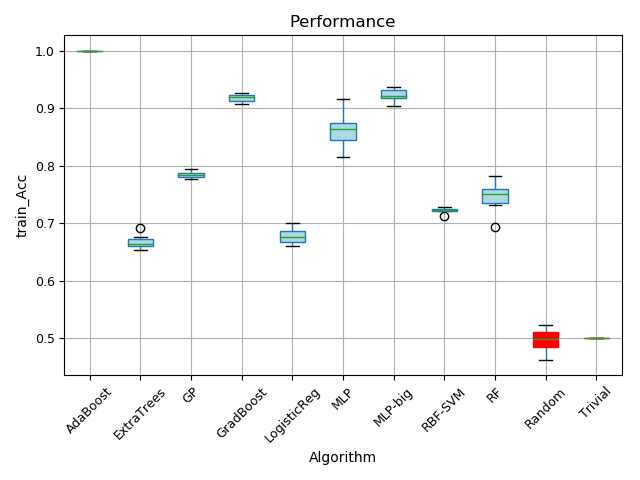 Performance
train_Acc
1.0
0.9
0.8
0.7
0.6
0.5
AdaBoost
ExtraTrees
GP
GradBoost
LogisticReg
MLP
MLP-big
RBF-SVM
RF
Random
Trivial
Algorithm